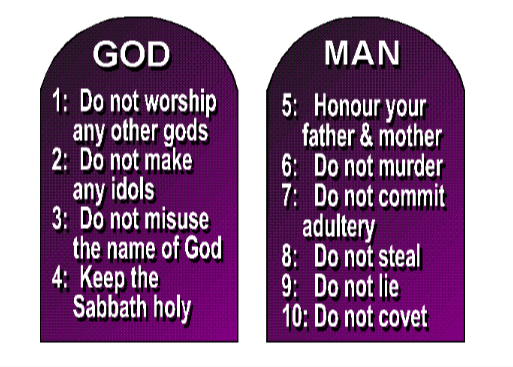 GOD
1: Do not worship
any other gods
2: Do not make
any idols
3: Do not misuse
the name of God
4: Keep the
Sabbath holy
MAN
5: Honour your
father & mother
6: Do not murder
7: Do not commit
adultery
8: Do not steal
9: Do not lie
10: Do not covet